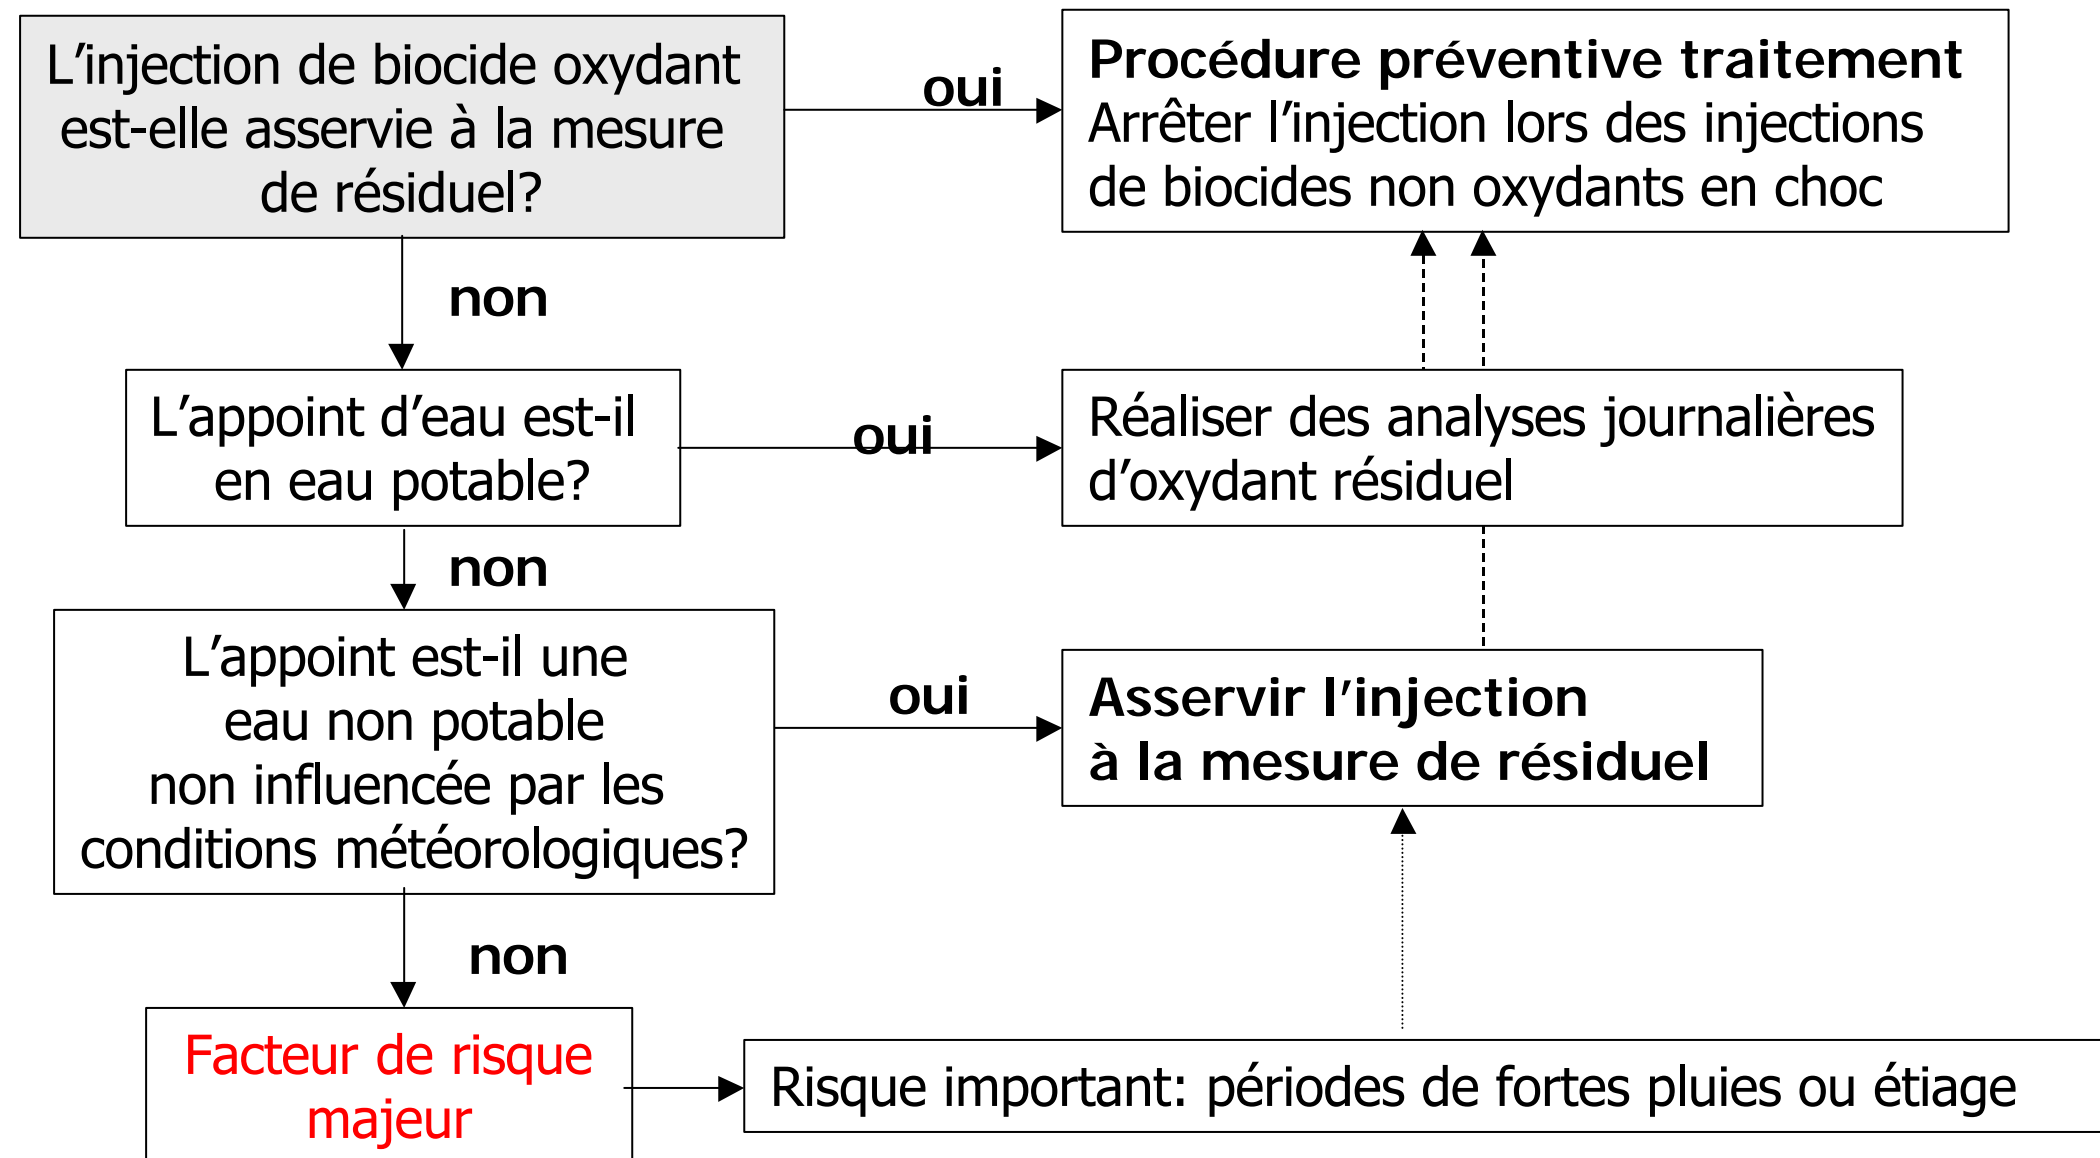 L’injection de biocide oxydant
est-elle asservie à la mesure
de résiduel?
oui
Procédure préventive traitement
Arrêter l’injection lors des injections
de biocides non oxydants en choc
non
L’appoint d’eau est-il
en eau potable?
oui
Réaliser des analyses journalières
d’oxydant résiduel
non
L’appoint est-il une
eau non potable
non influencée par les
conditions météorologiques?
oui
Asservir l’injection
à la mesure de résiduel
non
Facteur de risque
majeur
Risque important: périodes de fortes pluies ou étiage